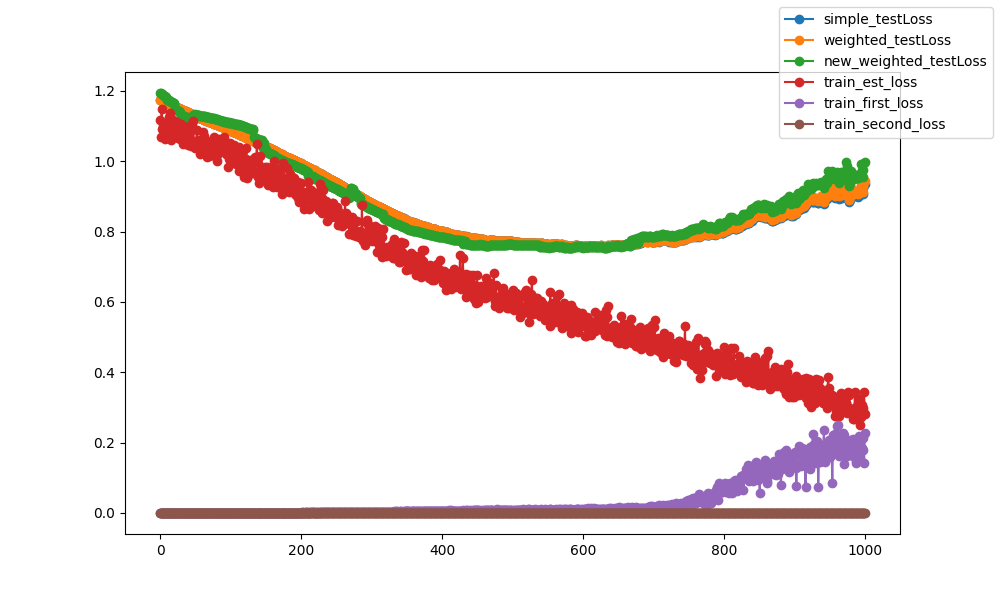 simple_testLoss
weighted_testLoss
new_weighted_testLoss
train_est_loss
train_first_loss
train_second_loss
1.2
1.0
0.8
0.6
0.4
0.2
0.0
0 200 400 600 800 1000